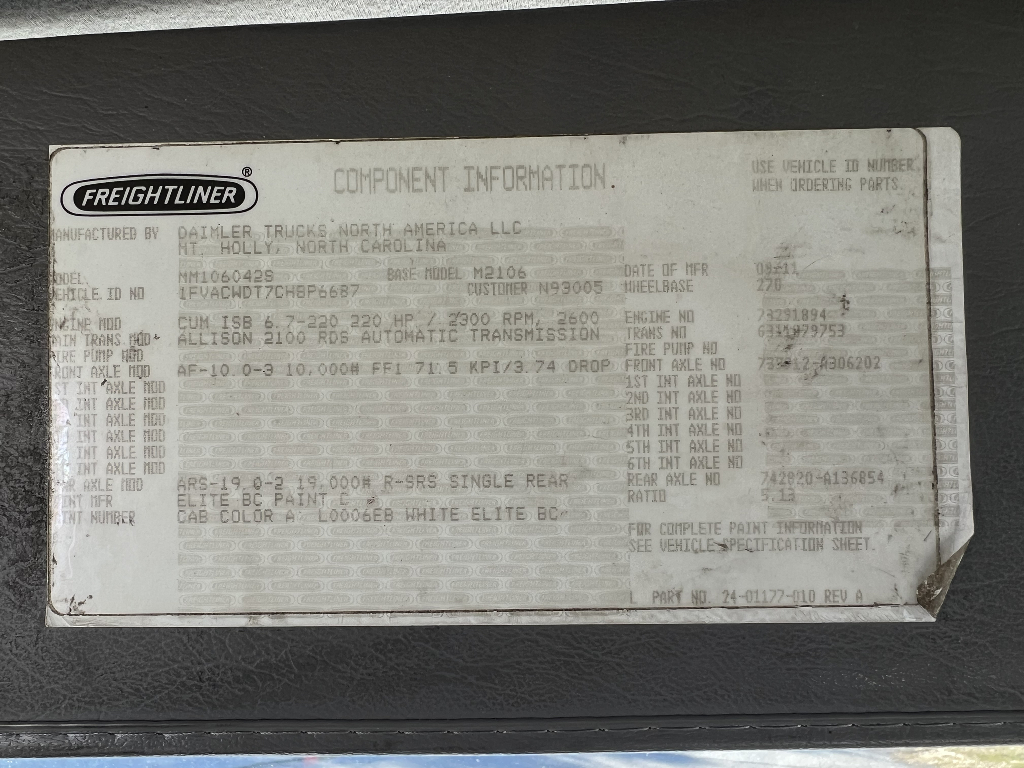 FREIGHTLINER ®
COMPONENT INFORMATION.
USE VEHICLE ID NUMBER
WHEN ORDERING PARTS
MANUFACTURED BY DAIMLER TRUCKS NORTH AMERICA LLC
MT. HOLLY, NORTH CAROLINA
MODEL MM106042S BASE MODEL M2106 DATE OF MFR 08-11
VEHICLE ID NO 1FVACWDT7CHBP6687 CUSTOMER N93005 WHEELBASE 270
ENGINE MOD CUM ISB 6.7-220 220 HP / 2300 RPM, 2600 ENGINE NO 73291894
MAIN TRANS MOD ALLISON 2100 RDS AUTOMATIC TRANSMISSION TRANS NO
FIRE PUMP MOD FIRE PUMP NO
FRONT AXLE MOD AF-10.0-3 10,000# FF1 71.5 KPI/3.74 DROP FRONT AXLE NO
1ST INT AXLE MOD 1ST INT AXLE NO
INT AXLE MOD 2ND INT AXLE NO
INT AXLE MOD 3RD INT AXLE NO
INT AXLE MOD 4TH INT AXLE NO
INT AXLE MOD 5TH INT AXLE NO
INT AXLE MOD 6TH INT AXLE NO
REAR AXLE MOD ARS-19.0-2 19,000# R-SRS SINGLE REAR REAR AXLE NO 742820-A136854
PAINT MFR ELITE BC PAINT C RATIO 5.13
PAINT NUMBER CAB COLOR A: L0006EB WHITE ELITE BC
FOR COMPLETE PAINT INFORMATION
SEE VEHICLE SPECIFICATION SHEET.
PART NO. 24-01177-010 REV A